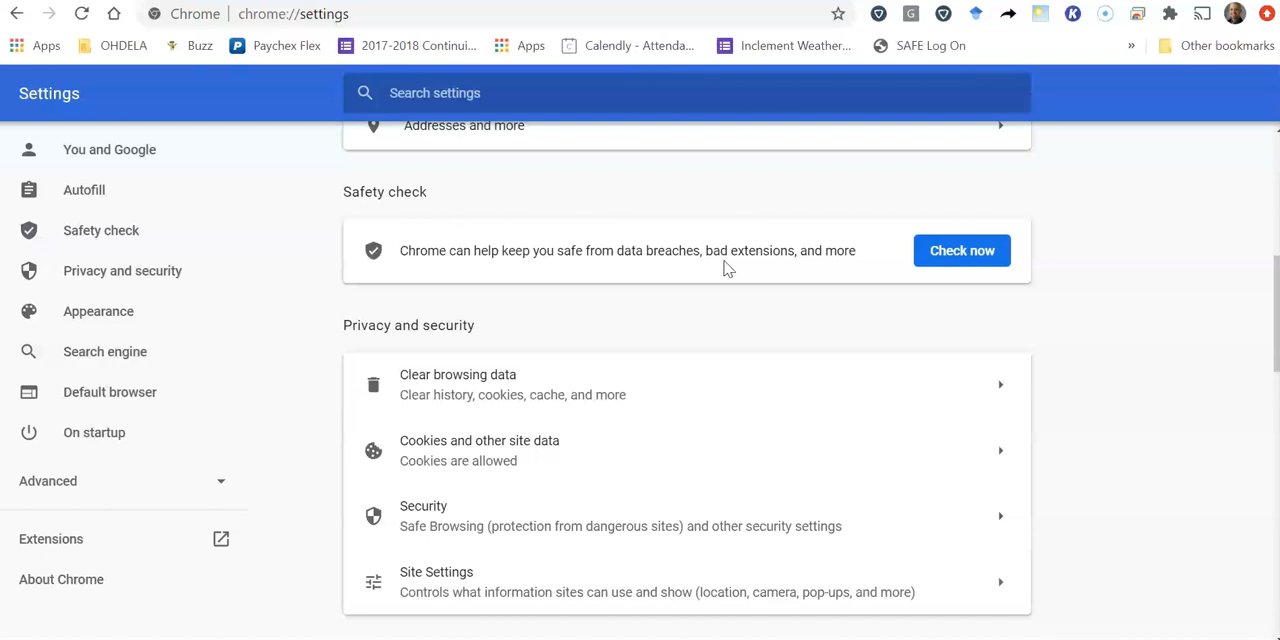 Chrome chrome://settings
Apps OHDELA Buzz Paychex Flex 2017-2018 Continui... Apps Calendly - Attenda... Inclement Weather... SAFE Log On » Other bookmarks
Settings
Search settings
You and Google
Autofill
Safety check
Privacy and security
Appearance
Search engine
Default browser
On startup
Advanced
Extensions
About Chrome
Addresses and more
Safety check
Chrome can help keep you safe from data breaches, bad extensions, and more
Check now
Privacy and security
Clear browsing data
Clear history, cookies, cache, and more
Cookies and other site data
Cookies are allowed
Security
Safe Browsing (protection from dangerous sites) and other security settings
Site Settings
Controls what information sites can use and show (location, camera, pop-ups, and more)